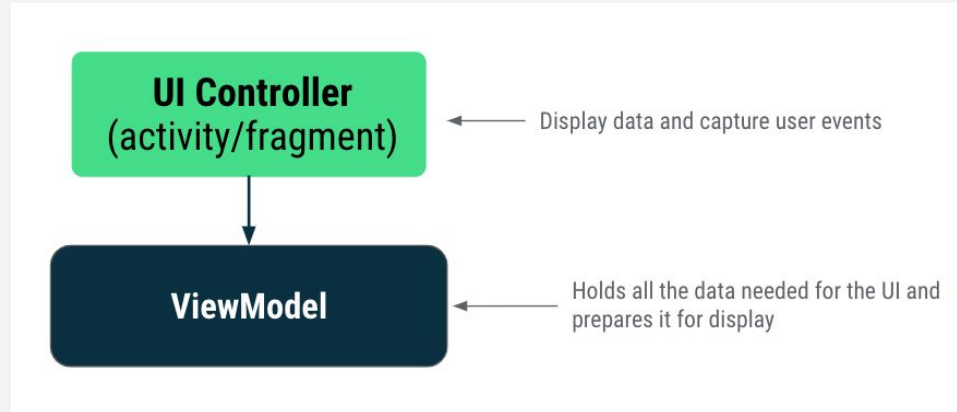 UI Controller
(activity/fragment)
Display data and capture user events
ViewModel
Holds all the data needed for the UI and
prepares it for display